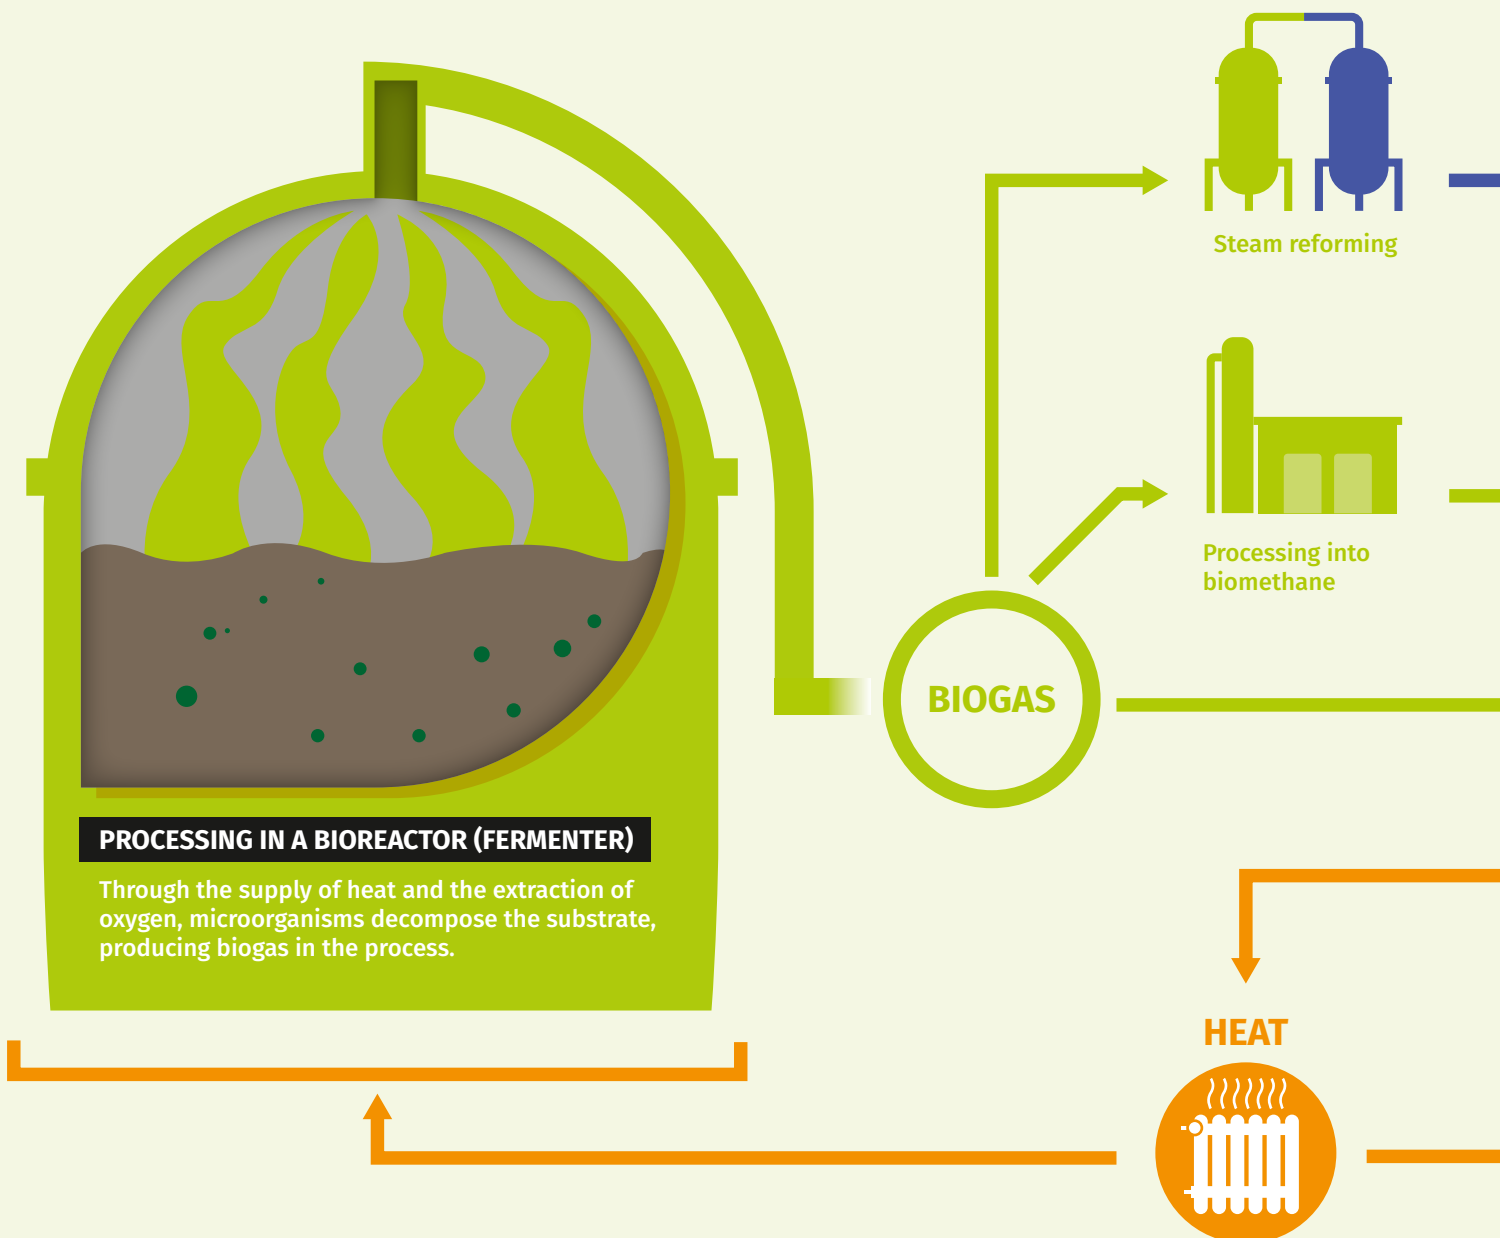 Steam reforming
Processing into
biomethane
BIOGAS
PROCESSING IN A BIOREACTOR (FERMENTER)
Through the supply of heat and the extraction of
oxygen, microorganisms decompose the substrate,
producing biogas in the process.
HEAT